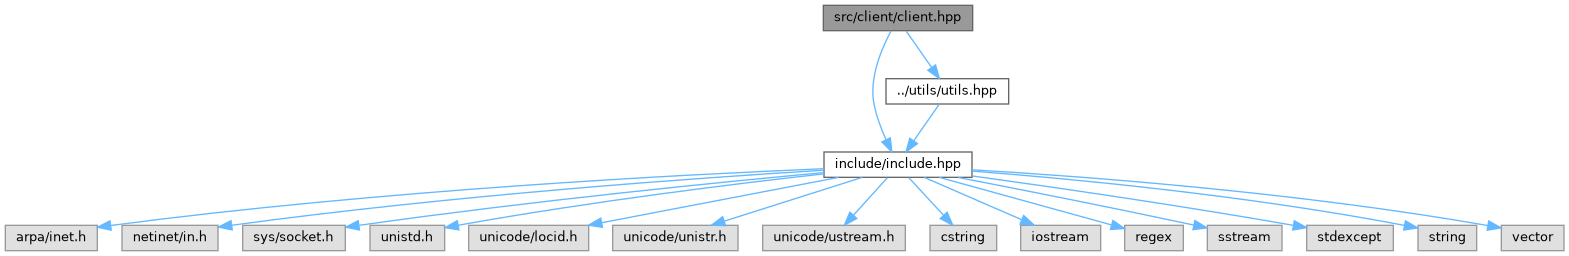 src/client/client.hpp
../utils/utils.hpp
include/include.hpp
arpa/inet.h
netinet/in.h
sys/socket.h
unistd.h
unicode/locid.h
unicode/unistr.h
unicode/ustream.h
cstring
iostream
regex
sstream
stdexcept
string
vector